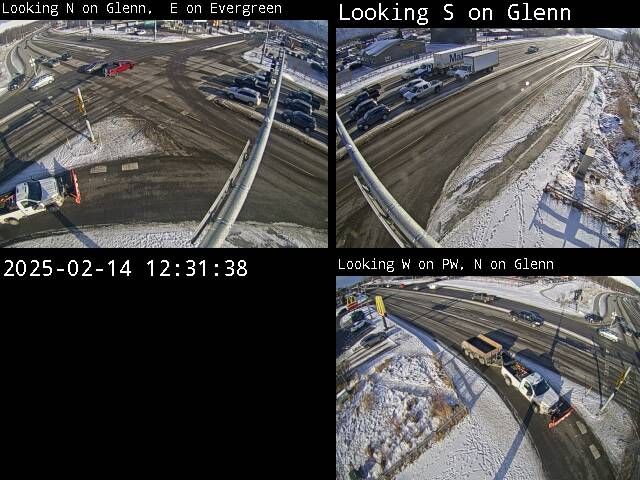 Looking N on Glenn,  E on Evergreen
Looking S on Glenn
Mat
2025-02-14 12:31:38
Looking W on PW, N on Glenn